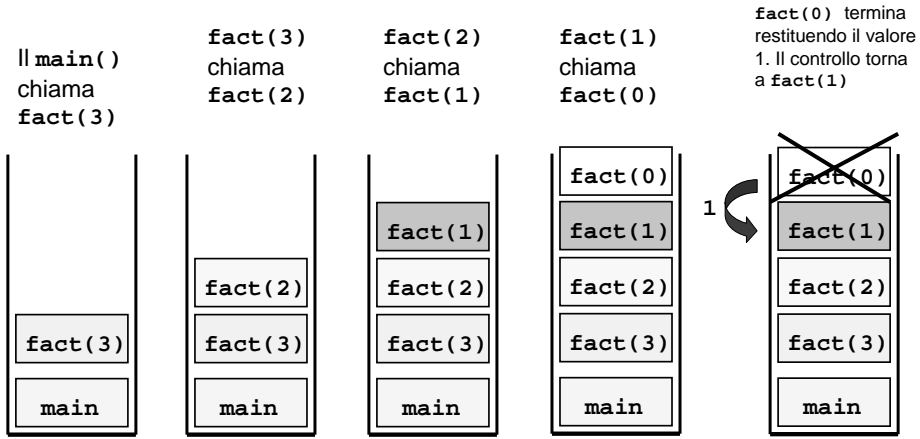 Il main()
chiama
fact(3)
fact(3)
chiama
fact(2)
fact(2)
chiama
fact(1)
fact(1)
chiama
fact(0)
fact(0) termina
restituendo il valore
1. Il controllo torna
a fact(1)
fact(3)
main
fact(2)
fact(3)
main
fact(1)
fact(2)
fact(3)
main
fact(0)
fact(1)
fact(2)
fact(3)
main
1
fact(0)
fact(1)
fact(2)
fact(3)
main